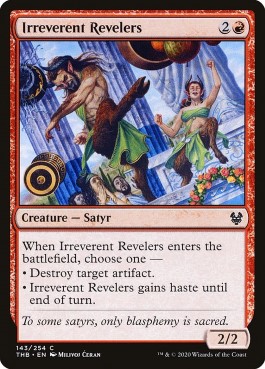 Irreverent Revelers 2
Creature — Satyr
When Irreverent Revelers enters the
battlefield, choose one —
• Destroy target artifact.
• Irreverent Revelers gains haste until
end of turn.
To some satyrs, only blasphemy is sacred.
2/2
143/254 C
THB • EN Milivoj Ćeran
™ & © 2020 Wizards of the Coast